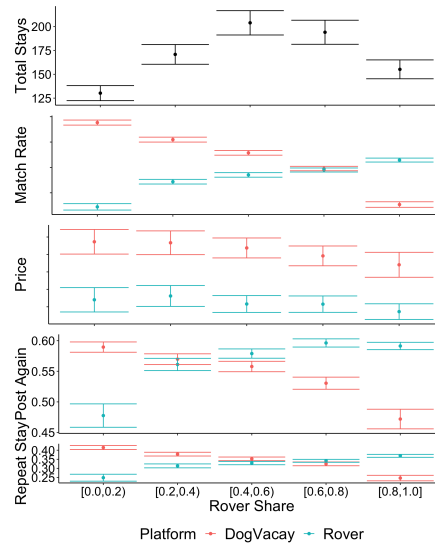 Total Stays
200
175
150
125
Match Rate
Price
Post Again
0.60
0.55
0.50
0.45
Repeat Stay
0.40
0.35
0.30
0.25
[0.0,0.2) [0.2,0.4) [0.4,0.6) [0.6,0.8) [0.8,1.0]
Rover Share
Platform DogVacay Rover